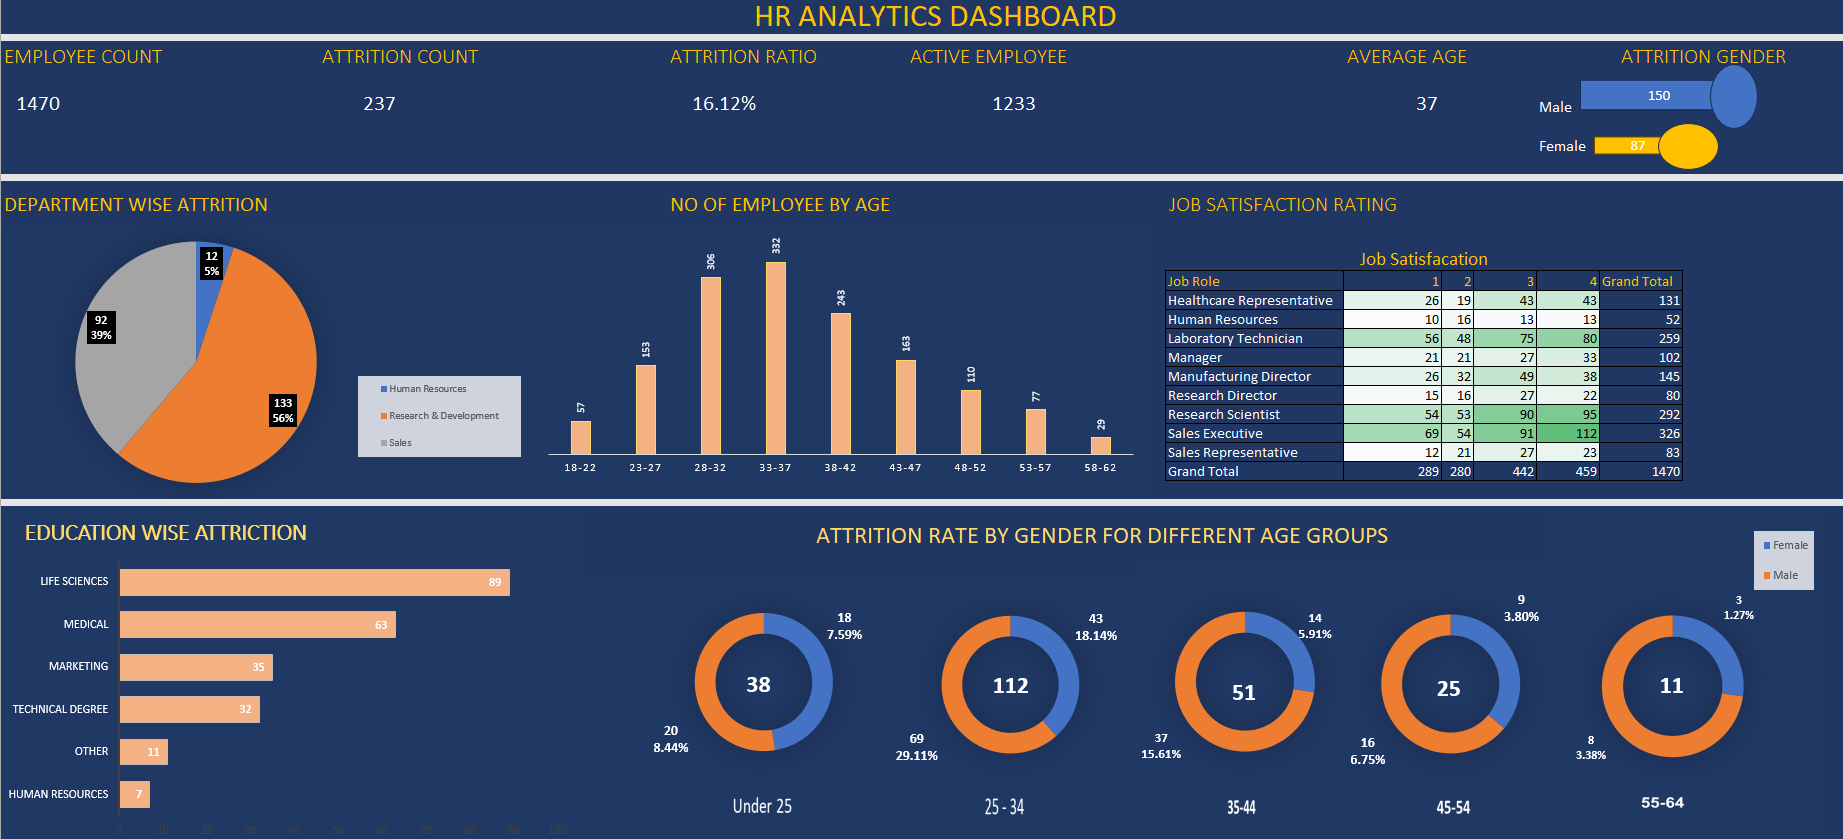 HR ANALYTICS DASHBOARD
EMPLOYEE COUNT
1470
ATTRITION COUNT
237
ATTRITION RATIO
16.12%
ACTIVE EMPLOYEE
1233
AVERAGE AGE
37
ATTRITION GENDER
Male 150
Female 87
DEPARTMENT WISE ATTRITION
12
5%
92
39%
133
56%
Human Resources
Research & Development
Sales
NO OF EMPLOYEE BY AGE
57 153 306 332 243 163 110 77 29
18-22 23-27 28-32 33-37 38-42 43-47 48-52 53-57 58-62
JOB SATISFACTION RATING
Job Satisfacation
Job Role 1 2 3 4 Grand Total
Healthcare Representative 26 19 43 43 131
Human Resources 10 16 13 13 52
Laboratory Technician 56 48 75 80 259
Manager 21 21 27 33 102
Manufacturing Director 26 32 49 38 145
Research Director 15 16 27 22 80
Research Scientist 54 53 90 95 292
Sales Executive 69 54 91 112 326
Sales Representative 12 21 27 23 83
Grand Total 289 280 442 459 1470
EDUCATION WISE ATTRICTION
LIFE SCIENCES 89
MEDICAL 63
MARKETING 35
TECHNICAL DEGREE 32
OTHER 11
HUMAN RESOURCES 7
0 10 20 30 40 50 60 70 80 90 100
ATTRITION RATE BY GENDER FOR DIFFERENT AGE GROUPS
Female
Male
18
7.59%
38
20
8.44%
Under 25
43
18.14%
112
69
29.11%
25 - 34
14
5.91%
51
37
15.61%
35-44
9
3.80%
25
16
6.75%
45-54
3
1.27%
11
8
3.38%
55-64